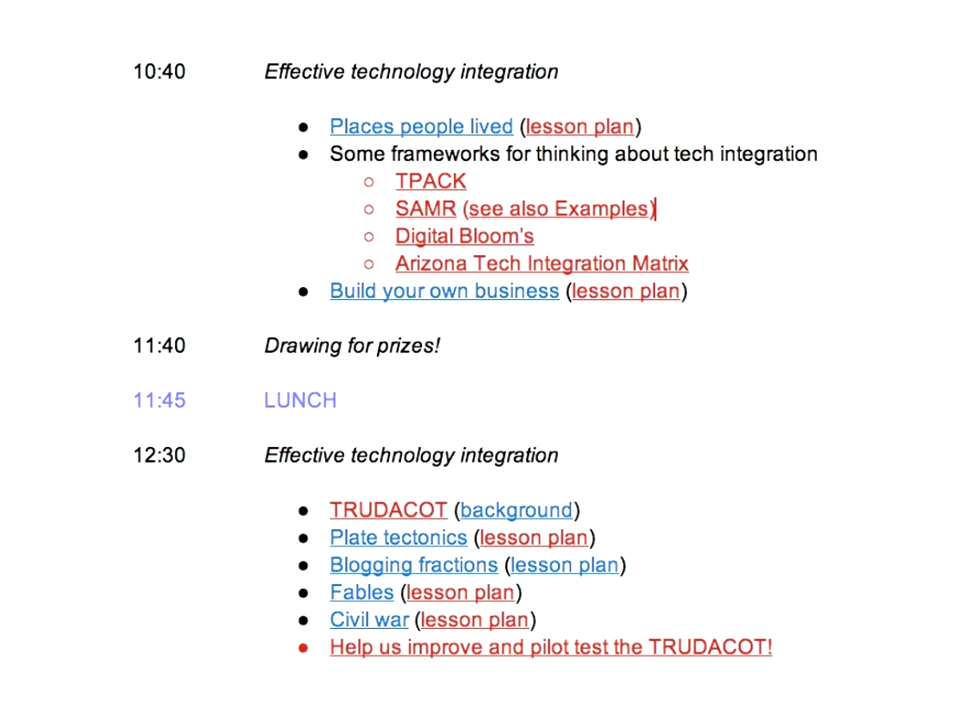 10:40 Effective technology integration
● Places people lived (lesson plan)
● Some frameworks for thinking about tech integration
○ TPACK
○ SAMR (see also Examples)
○ Digital Bloom's
○ Arizona Tech Integration Matrix
● Build your own business (lesson plan)
11:40 Drawing for prizes!
11:45 LUNCH
12:30 Effective technology integration
● TRUDACOT (background)
● Plate tectonics (lesson plan)
● Blogging fractions (lesson plan)
● Fables (lesson plan)
● Civil war (lesson plan)
● Help us improve and pilot test the TRUDACOT!